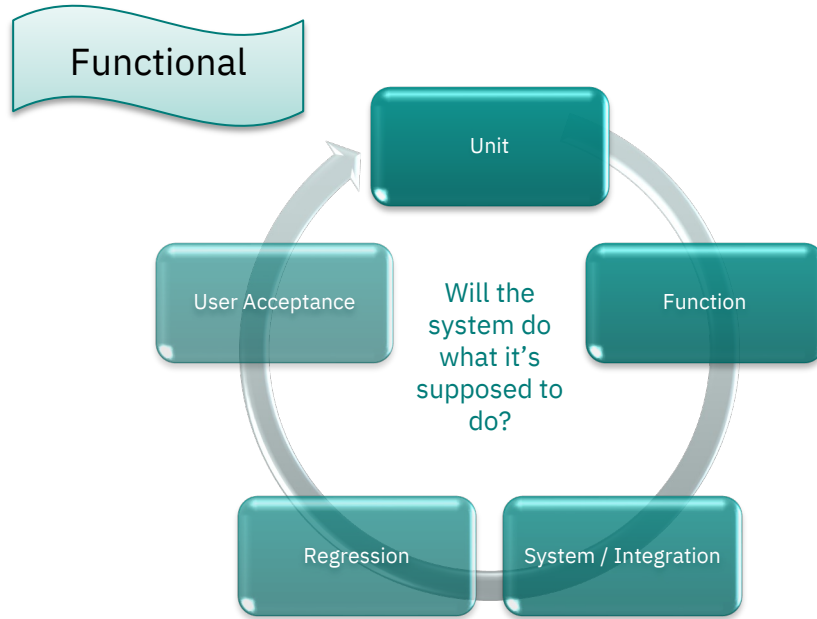 Functional
Unit
Function
System / Integration
Regression
User Acceptance
Will the
system do
what it’s
supposed to
do?